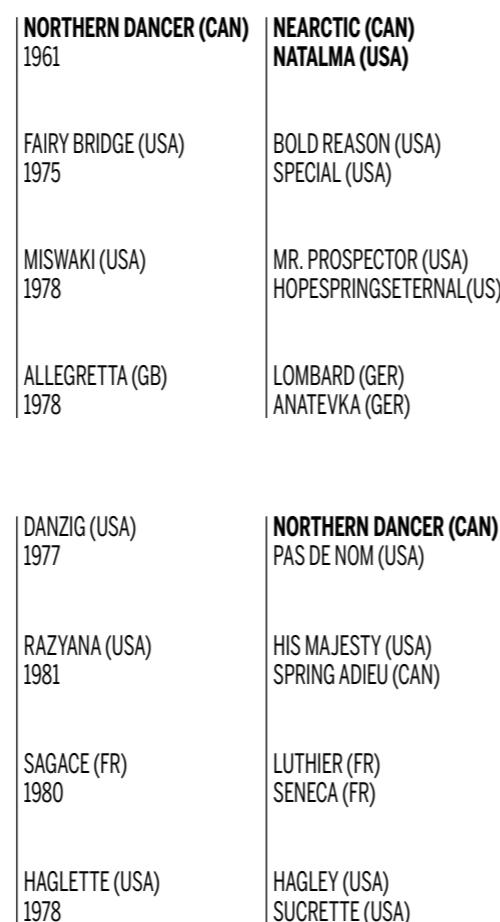 NORTHERN DANCER (CAN) NEARCTIC (CAN)
1961 NATALMA (USA)
FAIRY BRIDGE (USA) BOLD REASON (USA)
1975 SPECIAL (USA)
MISWAKI (USA) MR. PROSPECTOR (USA)
1978 HOPESPRINGSETERNAL(US)
ALLEGRETTA (GB) LOMBARD (GER)
1978 ANATEVKA (GER)
DANZIG (USA) NORTHERN DANCER (CAN)
1977 PAS DE NOM (USA)
RAZYANA (USA) HIS MAJESTY (USA)
1981 SPRING ADIEU (CAN)
SAGACE (FR) LUTHIER (FR)
1980 SENECA (FR)
HAGLETTE (USA) HAGLEY (USA)
1978 SUCRETTE (USA)